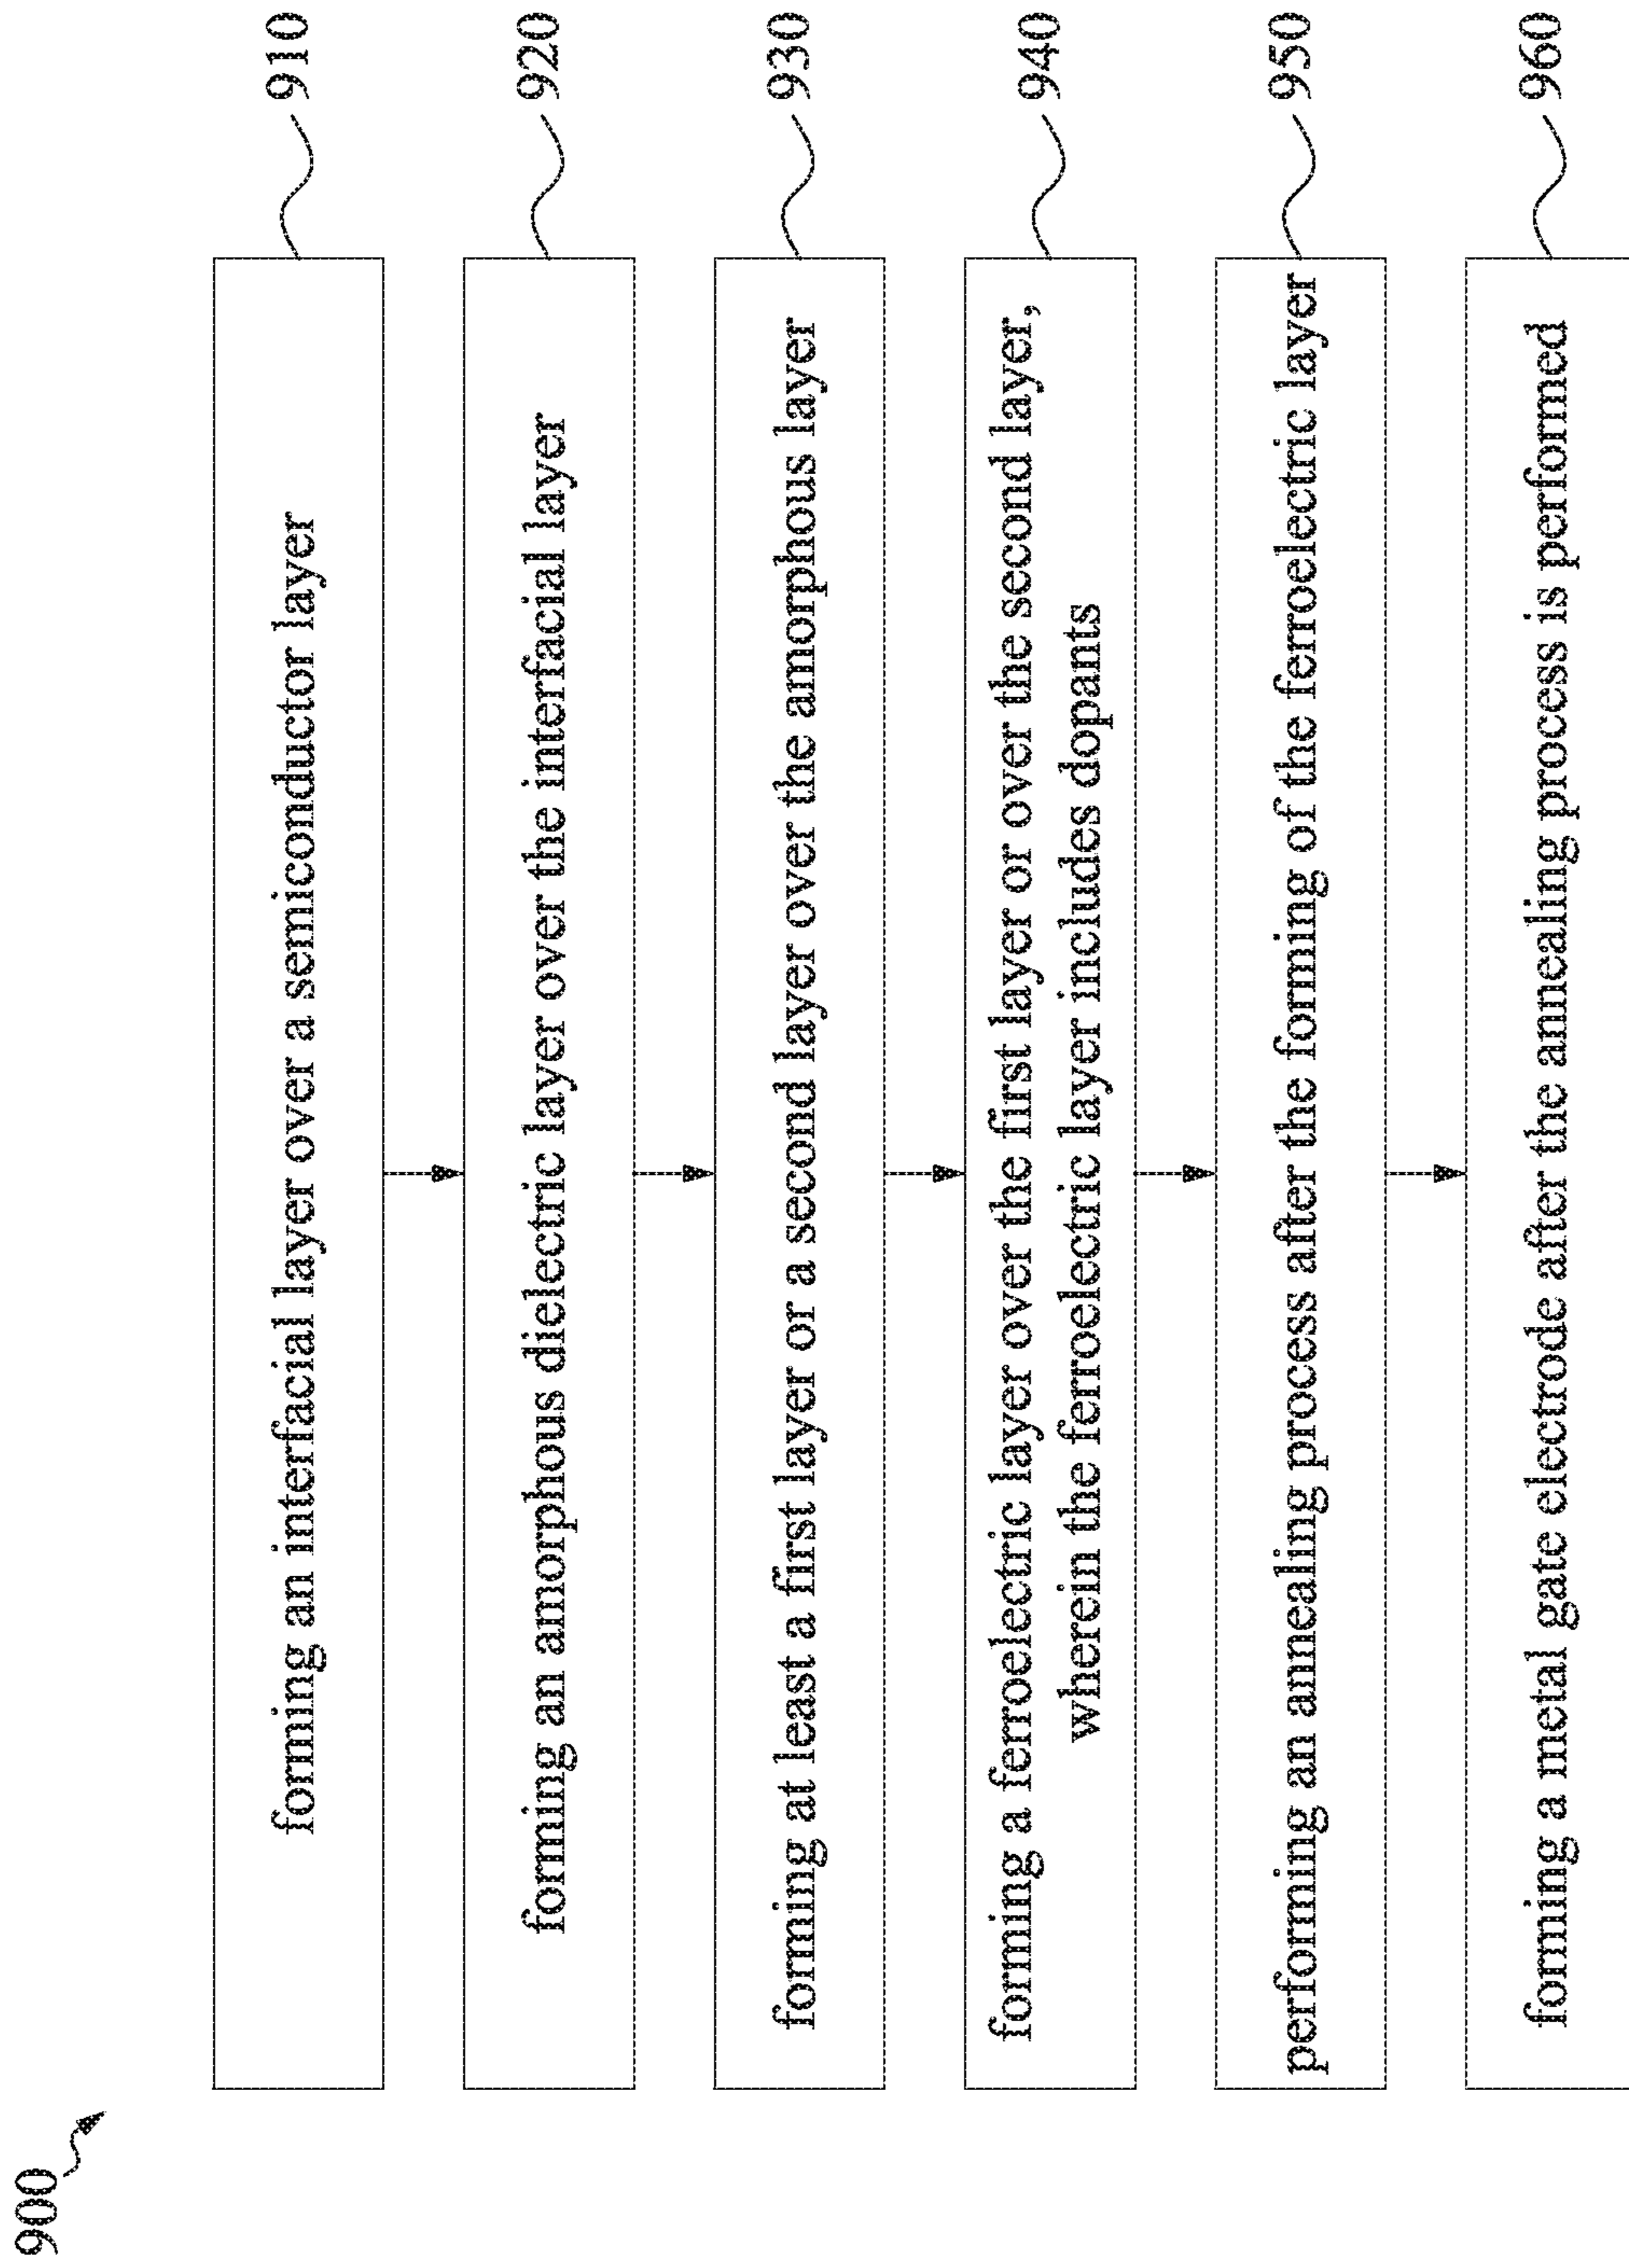 900
forming an interfacial layer over a semiconductor layer
910
forming an amorphous dielectric layer over the interfacial layer
920
forming at least a first layer or a second layer over the amorphous layer
930
forming a ferroelectric layer over the first layer or over the second layer,
wherein the ferroelectric layer includes dopants
940
performing an annealing process after the forming of the ferroelectric layer
950
forming a metal gate electrode after the annealing process is performed
960